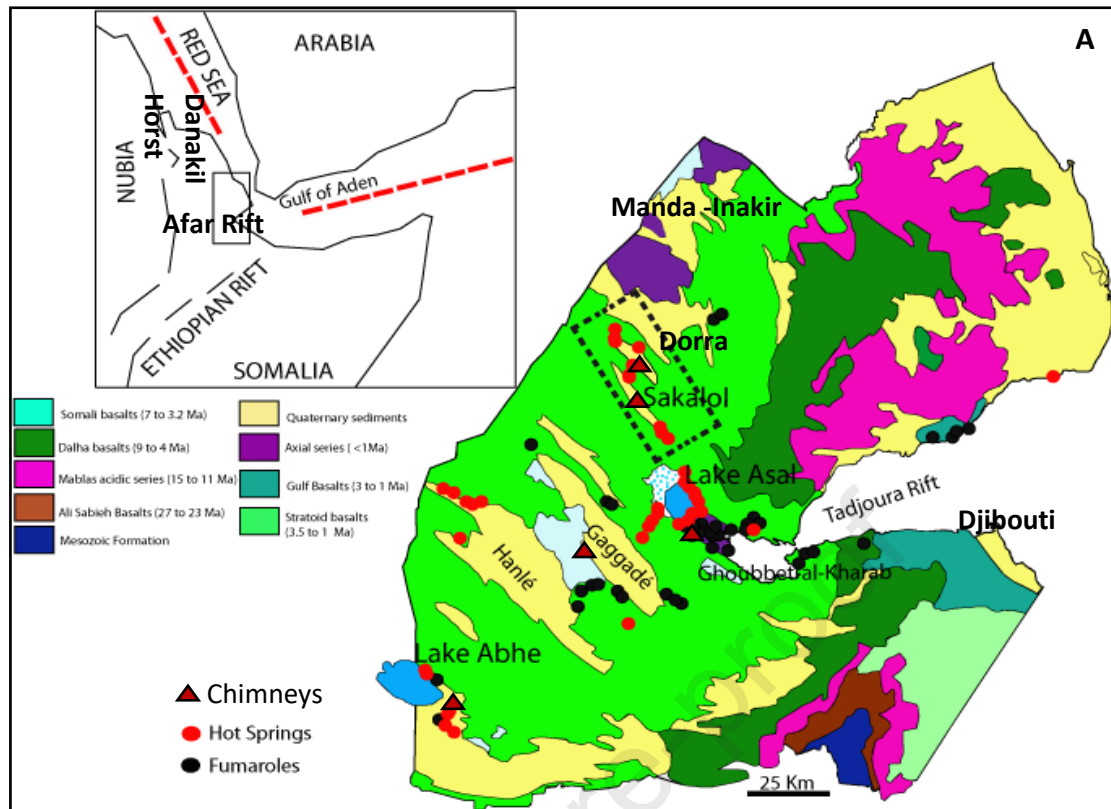 A
ARABIA
RED SEA
Danakil
Horst
NUBIA
Gulf of Aden
Afar Rift
ETHIOPIAN RIFT
SOMALIA
Manda -Inakir
Dorra
Sakalol
Lake Asal
Tadjoura Rift
Djibouti
Ghoubbet al-Kharab
Gaggadé
Hanlé
Lake Abhe
Somali basalts (7 to 3.2 Ma)
Dalha basalts (9 to 4 Ma)
Mablas acidic series (15 to 11 Ma)
Ali Sabieh Basalts (27 to 23 Ma)
Mesozoic Formation
Quaternary sediments
Axial series ( <1Ma)
Gulf Basalts (3 to 1 Ma)
Stratoid basalts
(3.5 to 1 Ma)
Chimneys
Hot Springs
Fumaroles
25 Km